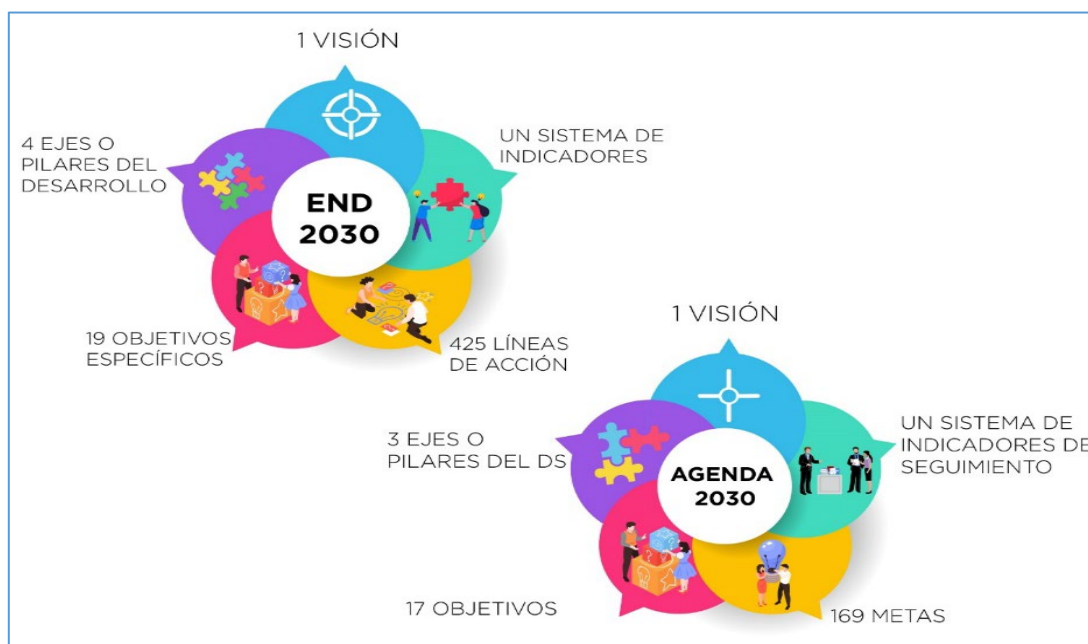 1 VISIÓN
4 EJES O
PILARES DEL
DESARROLLO
UN SISTEMA DE
INDICADORES
END
2030
19 OBJETIVOS
ESPECÍFICOS
425 LÍNEAS
DE ACCIÓN
1 VISIÓN
3 EJES O
PILARES DEL DS
UN SISTEMA DE
INDICADORES DE
SEGUIMIENTO
AGENDA
2030
17 OBJETIVOS
169 METAS